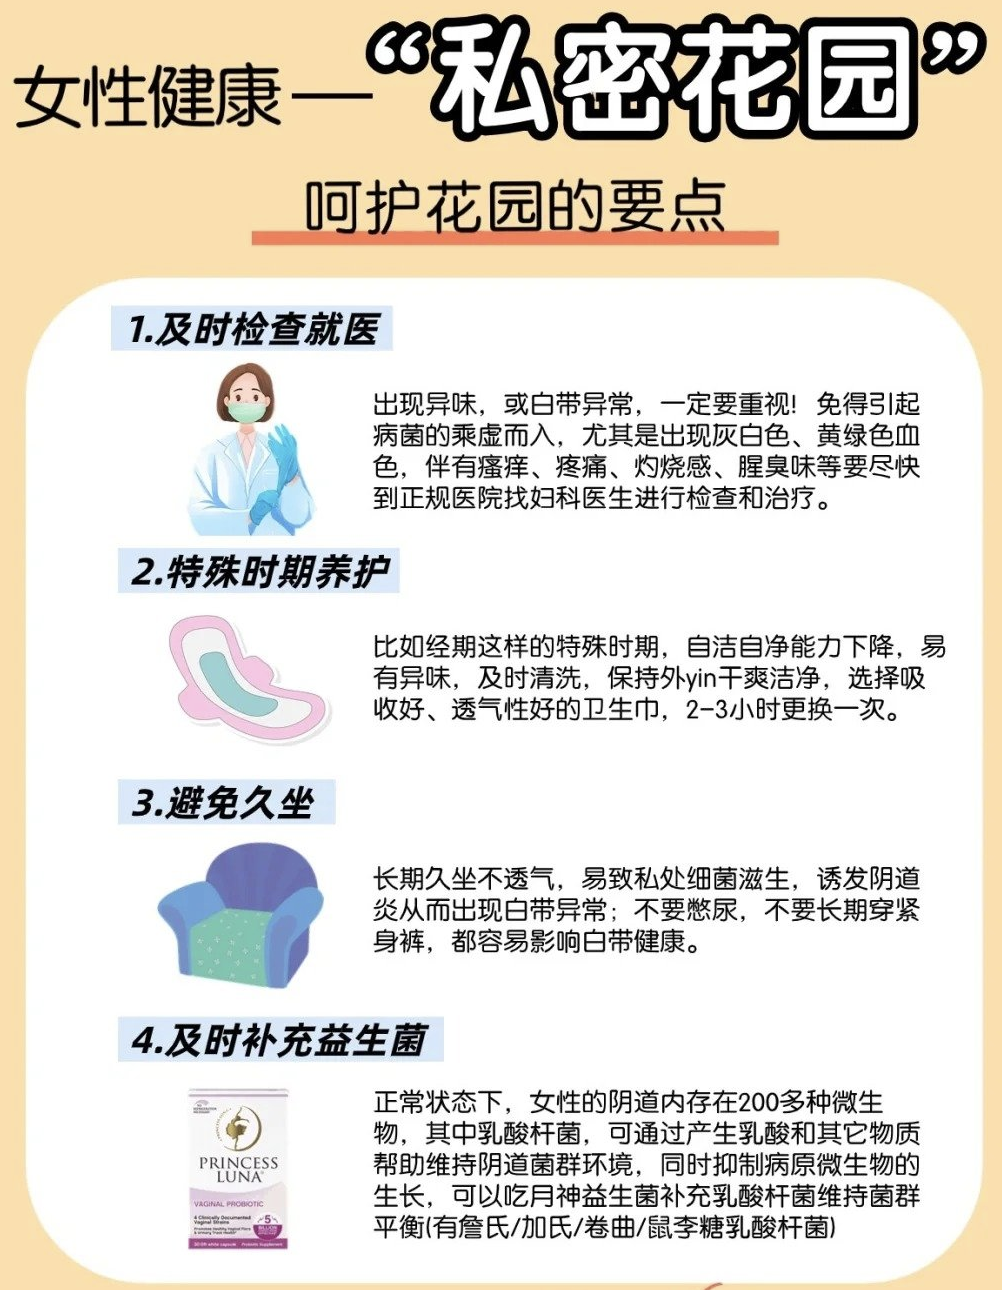 女性健康—“私密花园”
呵护花园的要点
1.及时检查就医
出现异味，或白带异常，一定要重视！免得引起
病菌的乘虚而入，尤其是出现灰白色、黄绿色血
色，伴有瘙痒、疼痛、灼烧感、腥臭味等要尽快
到正规医院找妇科医生进行检查和治疗。
2.特殊时期养护
比如经期这样的特殊时期，自洁自净能力下降，易
有异味，及时清洗，保持外yin干爽洁净，选择吸
收好、透气性好的卫生巾，2-3小时更换一次。
3.避免久坐
长期久坐不透气，易致私处细菌滋生，诱发阴道
炎从而出现白带异常；不要憋尿，不要长期穿紧
身裤，都容易影响白带健康。
4.及时补充益生菌
PRINCESS
LUNA
VAGINAL PROBIOTIC
4 Clinically Documented
Vaginal Strains
5
BILLION
正常状态下，女性的阴道内存在200多种微生
物，其中乳酸杆菌，可通过产生乳酸和其它物质
帮助维持阴道菌群环境，同时抑制病原微生物的
生长，可以吃月神益生菌补充乳酸杆菌维持菌群
平衡(有詹氏/加氏/卷曲/鼠李糖乳酸杆菌)